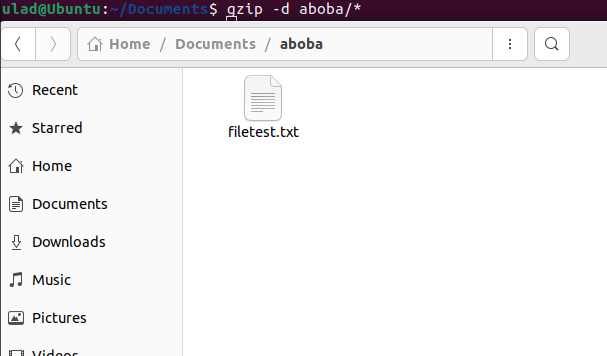 ulad@Ubuntu:~/Documents$ gzip -d aboba/*
Home / Documents / aboba
Recent
Starred
Home
Documents
Downloads
Music
Pictures
Videos
filetest.txt